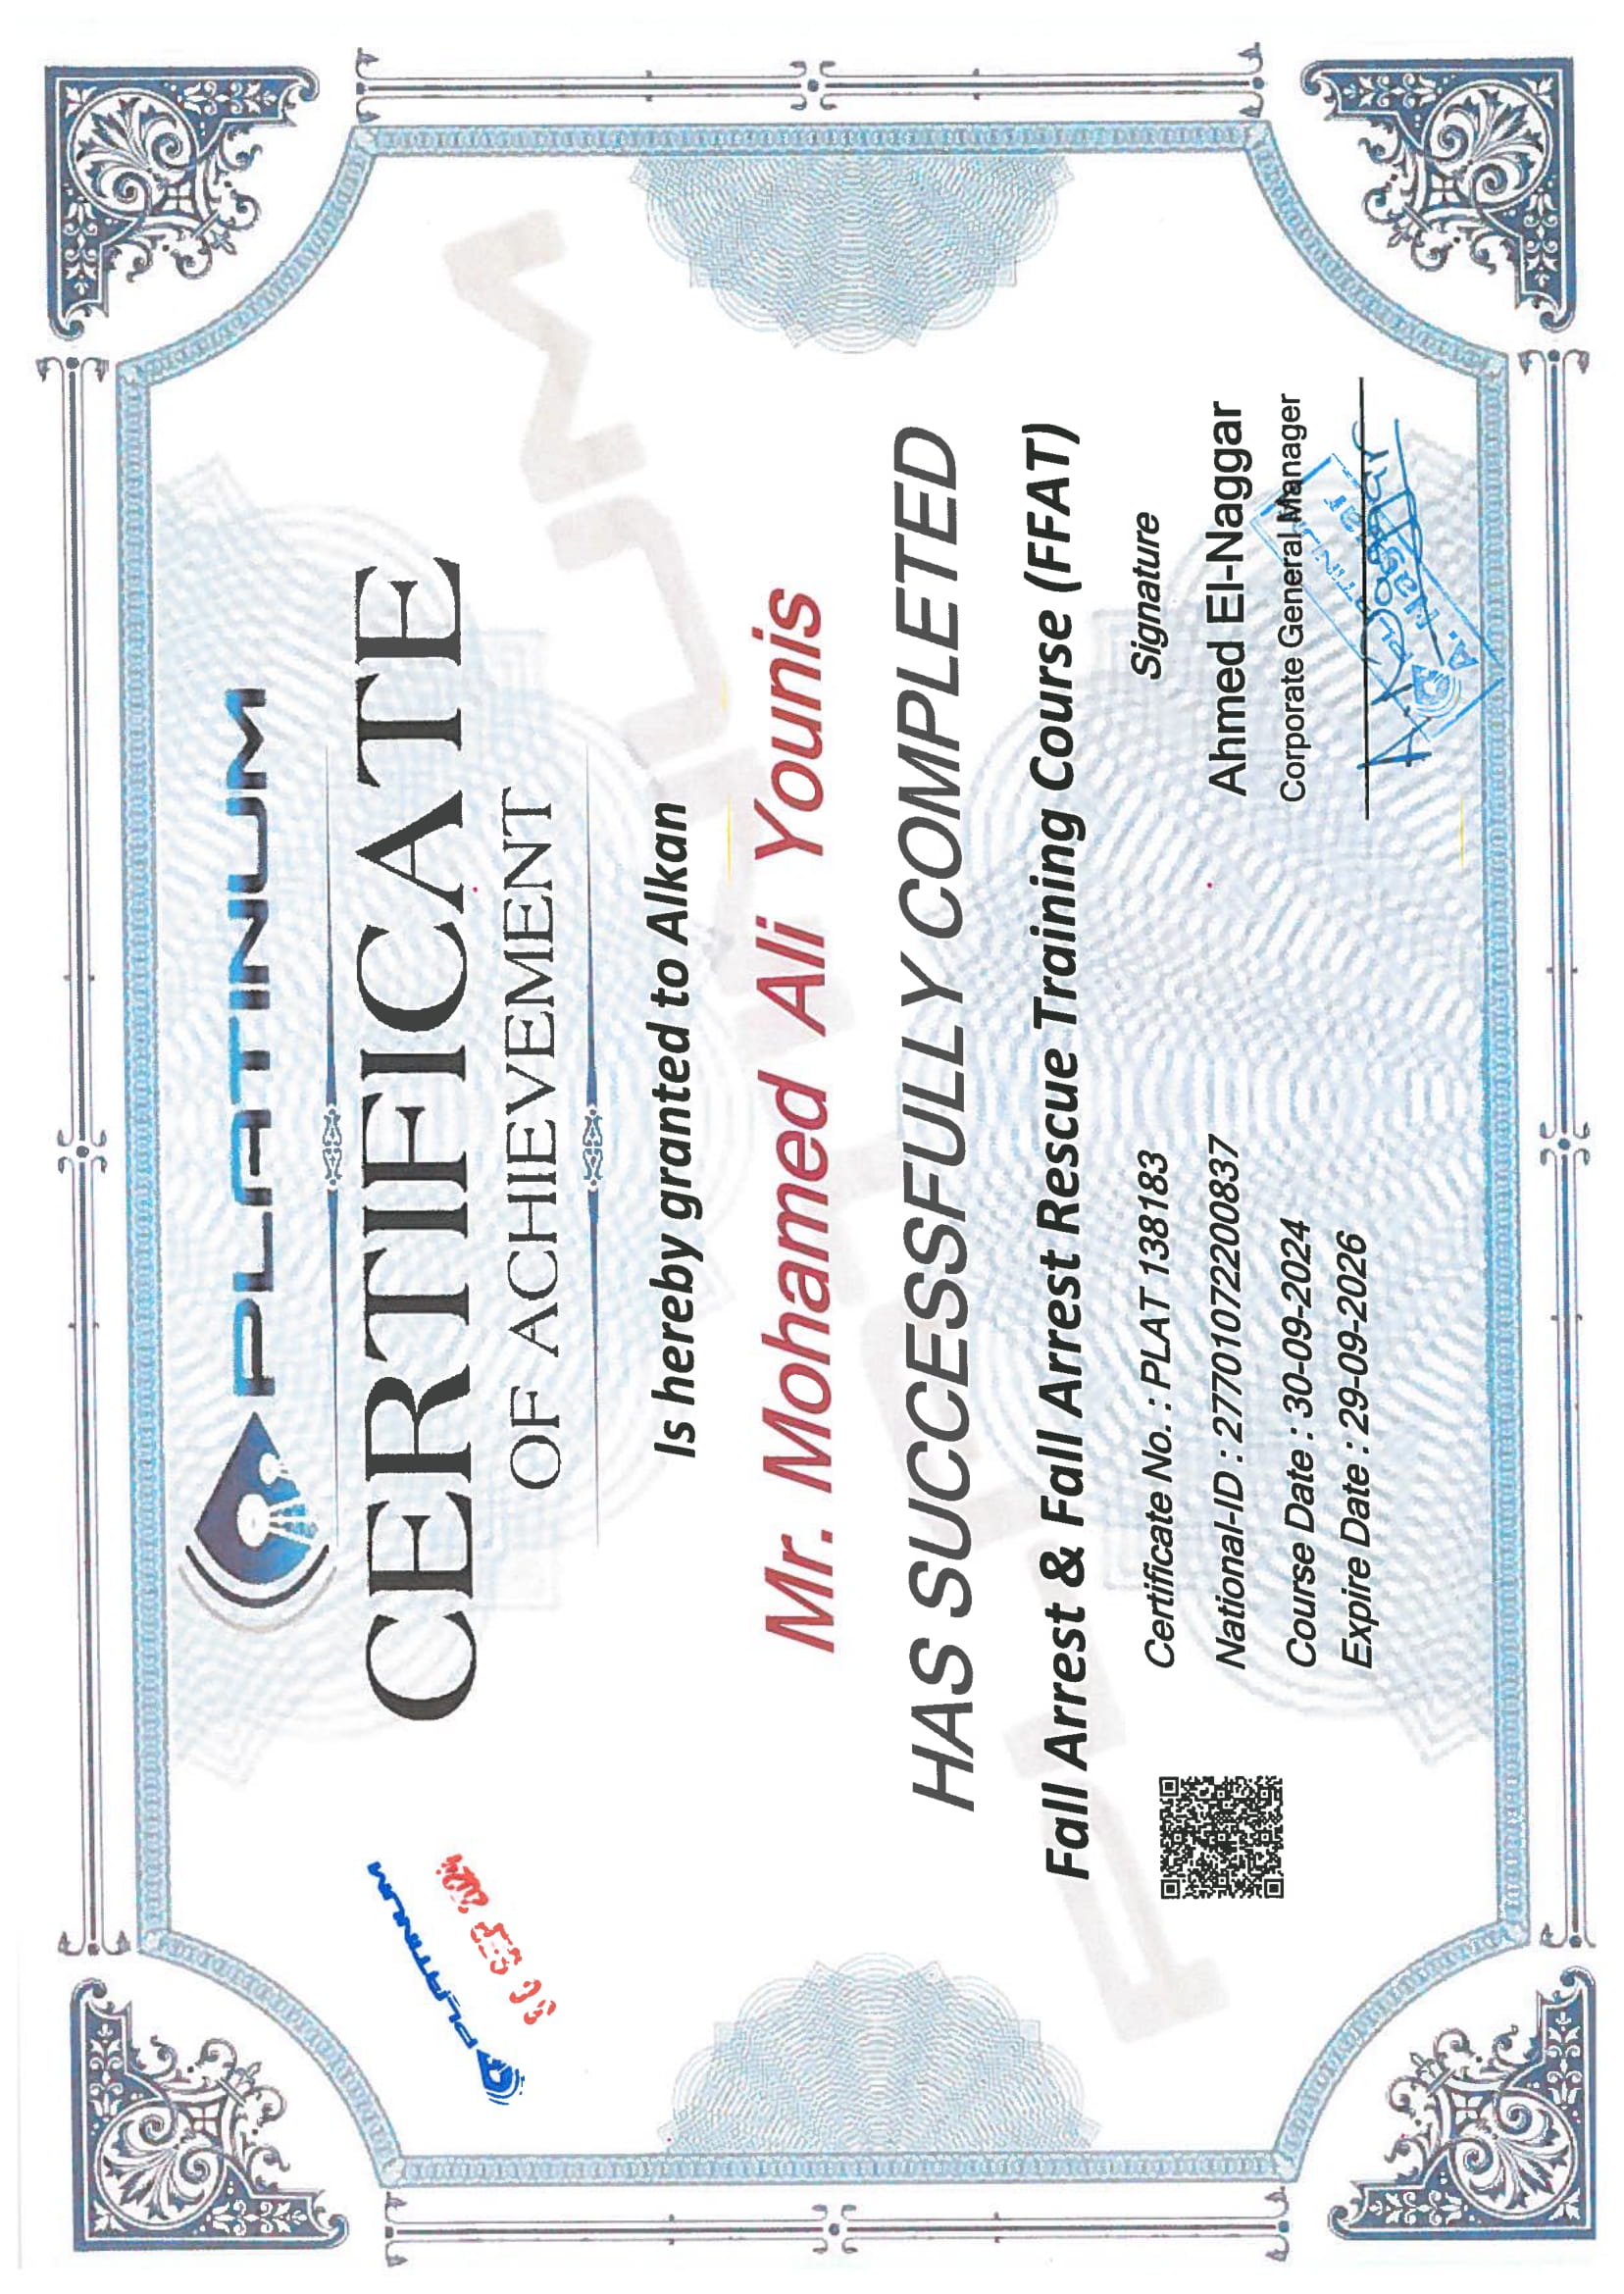 PLATINUM
CERTIFICATE
OF ACHIEVEMENT
PLATINUM
30 SEP 2024
Is hereby granted to Alkan
Mr. Mohamed Ali Younis
HAS SUCCESSFULLY COMPLETED
Fall Arrest & Fall Arrest Rescue Training Course (FFAT)
Certificate No. : PLAT 138183
National-ID : 27701072200837
Course Date : 30-09-2024
Expire Date : 29-09-2026
Signature
Ahmed El-Naggar
Corporate General Manager
A. Naggar
PLATINUM
A. Naggar
PLATINUM